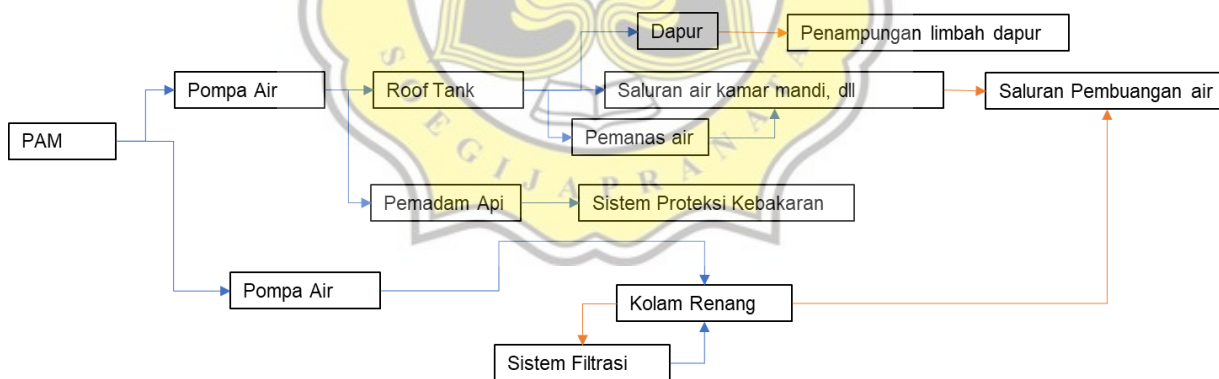 Dapur
Penampungan limbah dapur
Pompa Air
Roof Tank
Saluran air kamar mandi, dll
Saluran Pembuangan air
PAM
Pemanas air
Pemadam Api
Sistem Proteksi Kebakaran
Pompa Air
Kolam Renang
Sistem Filtrasi
SOEGIJAPRANATA